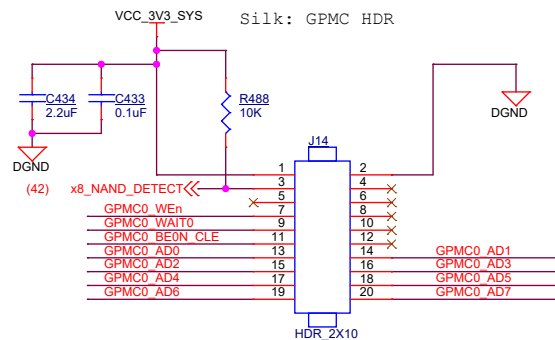 VCC_3V3_SYS
Silk: GPMC HDR
C434
2.2uF
C433
0.1uF
R488
10K
DGND
DGND
J14
(42)
x8_NAND_DETECT
1 2
3 4
5 6
7 8
9 10
11 12
13 14
15 16
17 18
19 20
GPMC0_WEn
GPMC0_WAIT0
GPMC0_BE0N_CLE
GPMC0_AD0
GPMC0_AD1
GPMC0_AD2
GPMC0_AD3
GPMC0_AD4
GPMC0_AD5
GPMC0_AD6
GPMC0_AD7
HDR_2X10